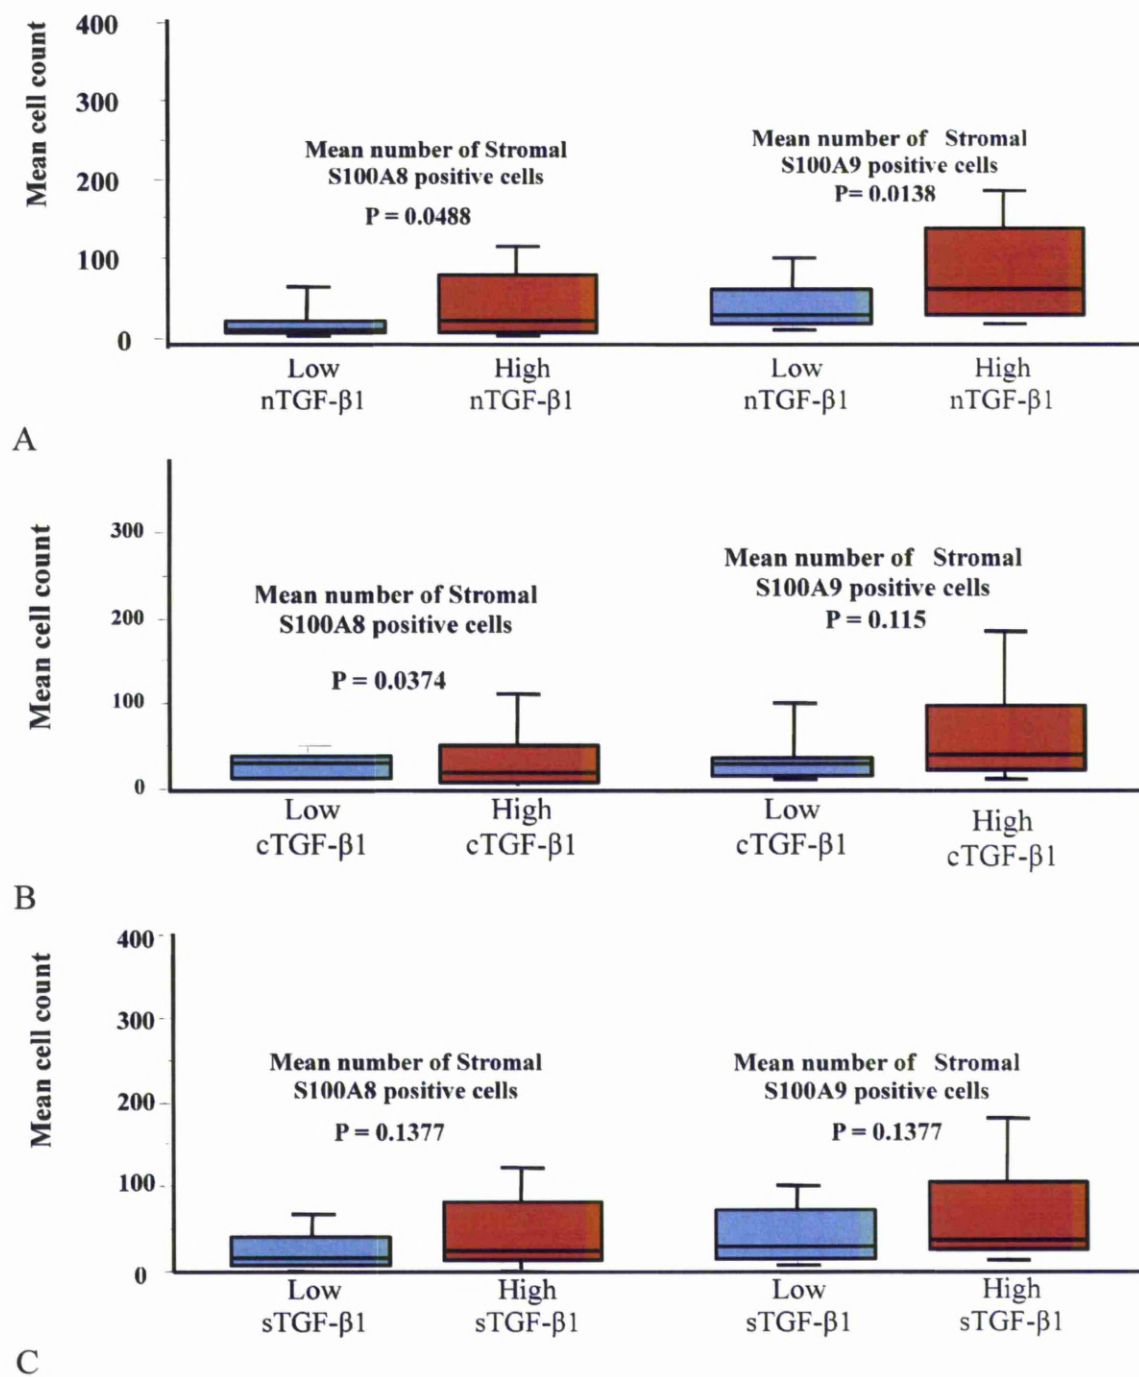 Mean cell count
400
300
200
100
0
Mean number of Stromal
S100A8 positive cells
P = 0.0488
Mean number of Stromal
S100A9 positive cells
P= 0.0138
Low
nTGF-β1
High
nTGF-β1
Low
nTGF-β1
High
nTGF-β1
A
Mean cell count
300
200
100
0
Mean number of Stromal
S100A8 positive cells
P = 0.0374
Mean number of Stromal
S100A9 positive cells
P = 0.115
Low
cTGF-β1
High
cTGF-β1
Low
cTGF-β1
High
cTGF-β1
B
Mean cell count
400
300
200
100
0
Mean number of Stromal
S100A8 positive cells
P = 0.1377
Mean number of Stromal
S100A9 positive cells
P = 0.1377
Low
sTGF-β1
High
sTGF-β1
Low
sTGF-β1
High
sTGF-β1
C